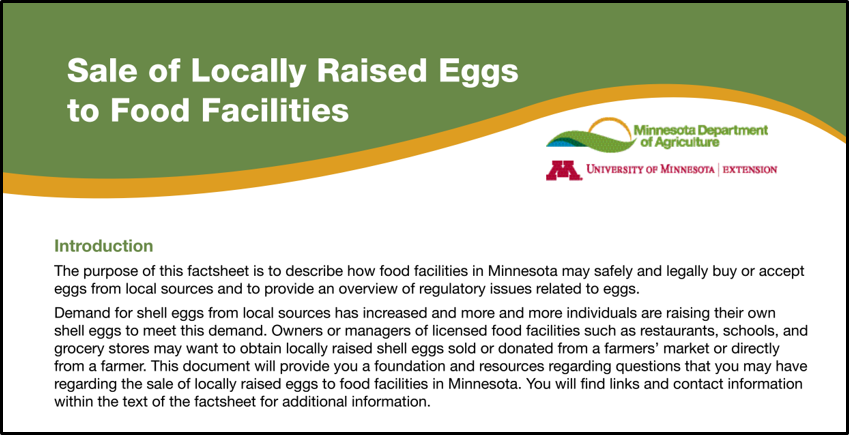 Sale of Locally Raised Eggs
to Food Facilities
Minnesota Department
of Agriculture
UNIVERSITY OF MINNESOTA | EXTENSION
Introduction
The purpose of this factsheet is to describe how food facilities in Minnesota may safely and legally buy or accept
eggs from local sources and to provide an overview of regulatory issues related to eggs.
Demand for shell eggs from local sources has increased and more and more individuals are raising their own
shell eggs to meet this demand. Owners or managers of licensed food facilities such as restaurants, schools, and
grocery stores may want to obtain locally raised shell eggs sold or donated from a farmers’ market or directly
from a farmer. This document will provide you a foundation and resources regarding questions that you may have
regarding the sale of locally raised eggs to food facilities in Minnesota. You will find links and contact information
within the text of the factsheet for additional information.